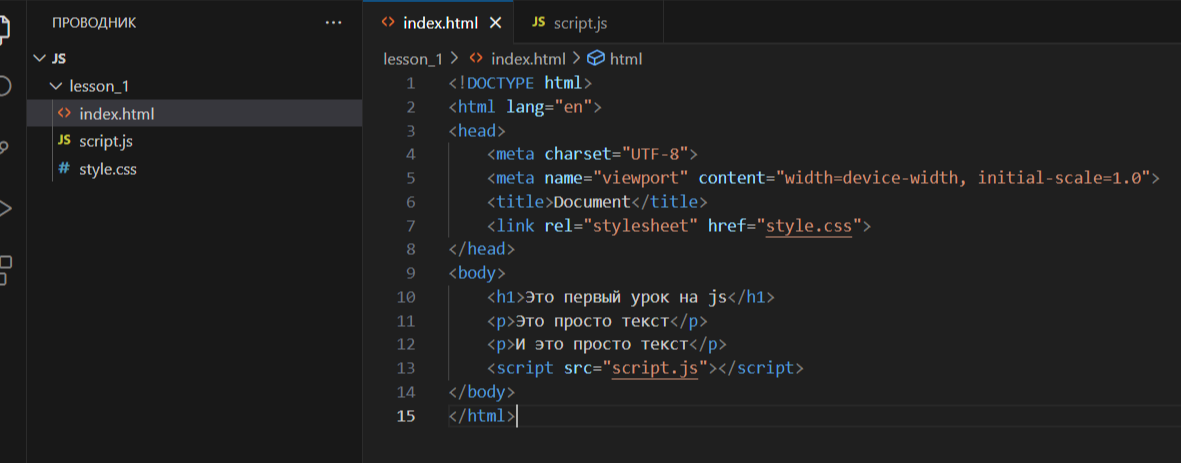 ПРОВОДНИК ...
JS
lesson_1
<> index.html
JS script.js
# style.css
<> index.html ×
JS script.js
lesson_1 > <> index.html > html
1 <!DOCTYPE html>
2 <html lang="en">
3 <head>
4 <meta charset="UTF-8">
5 <meta name="viewport" content="width=device-width, initial-scale=1.0">
6 <title>Document</title>
7 <link rel="stylesheet" href="style.css">
8 </head>
9 <body>
10 <h1>Это первый урок на js</h1>
11 <p>Это просто текст</p>
12 <p>И это просто текст</p>
13 <script src="script.js"></script>
14 </body>
15 </html>